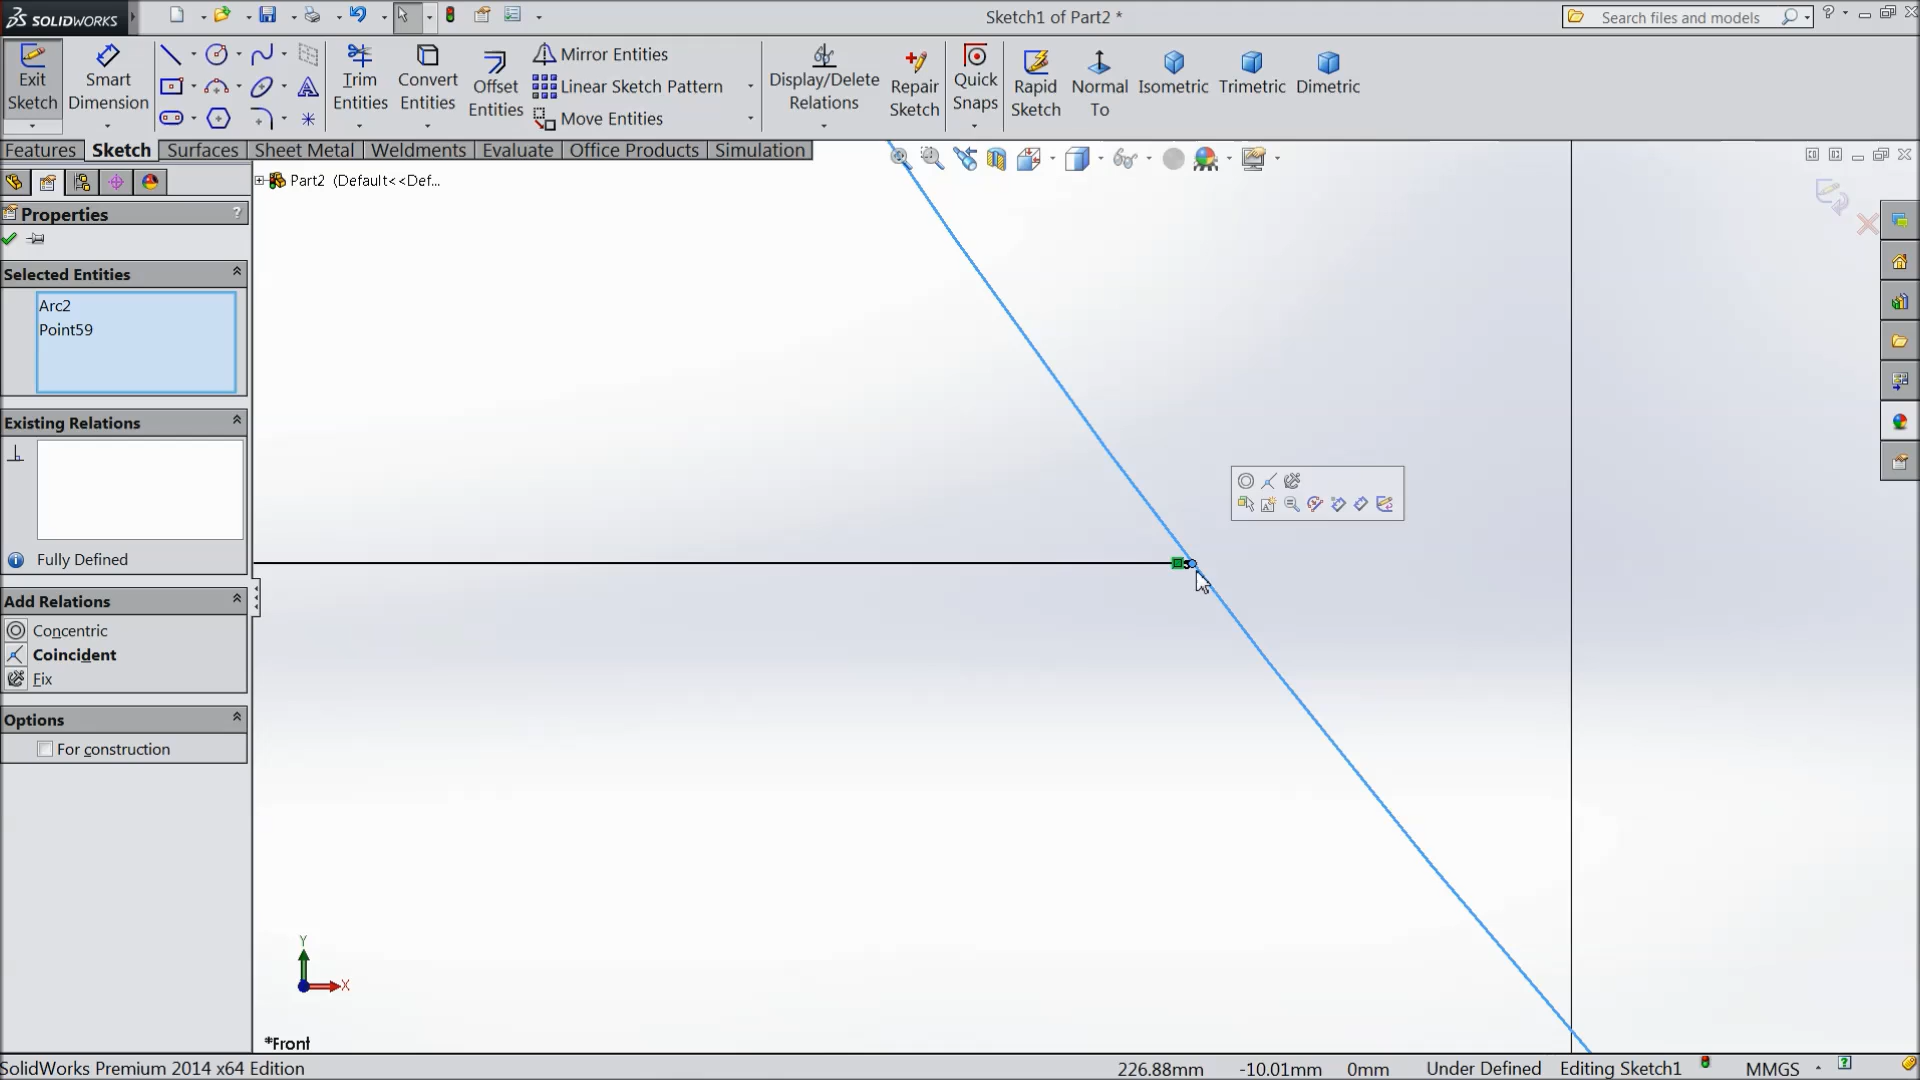 SOLIDWORKS
Sketch1 of Part2 *
Search files and models
?
Exit Sketch
Smart Dimension
Trim Entities
Convert Entities
Offset Entities
Mirror Entities
Linear Sketch Pattern
Move Entities
Display/Delete Relations
Repair Sketch
Quick Snaps
Rapid Sketch
Normal To
Isometric
Trimetric
Dimetric
Features
Sketch
Surfaces
Sheet Metal
Weldments
Evaluate
Office Products
Simulation
Part2 (Default<<Def...
Properties
?
Selected Entities
Arc2
Point59
Existing Relations
Fully Defined
Add Relations
Concentric
Coincident
Fix
Options
For construction
Y
X
*Front
SolidWorks Premium 2014 x64 Edition
226.88mm
-10.01mm
0mm
Under Defined
Editing Sketch1
MMGS
?